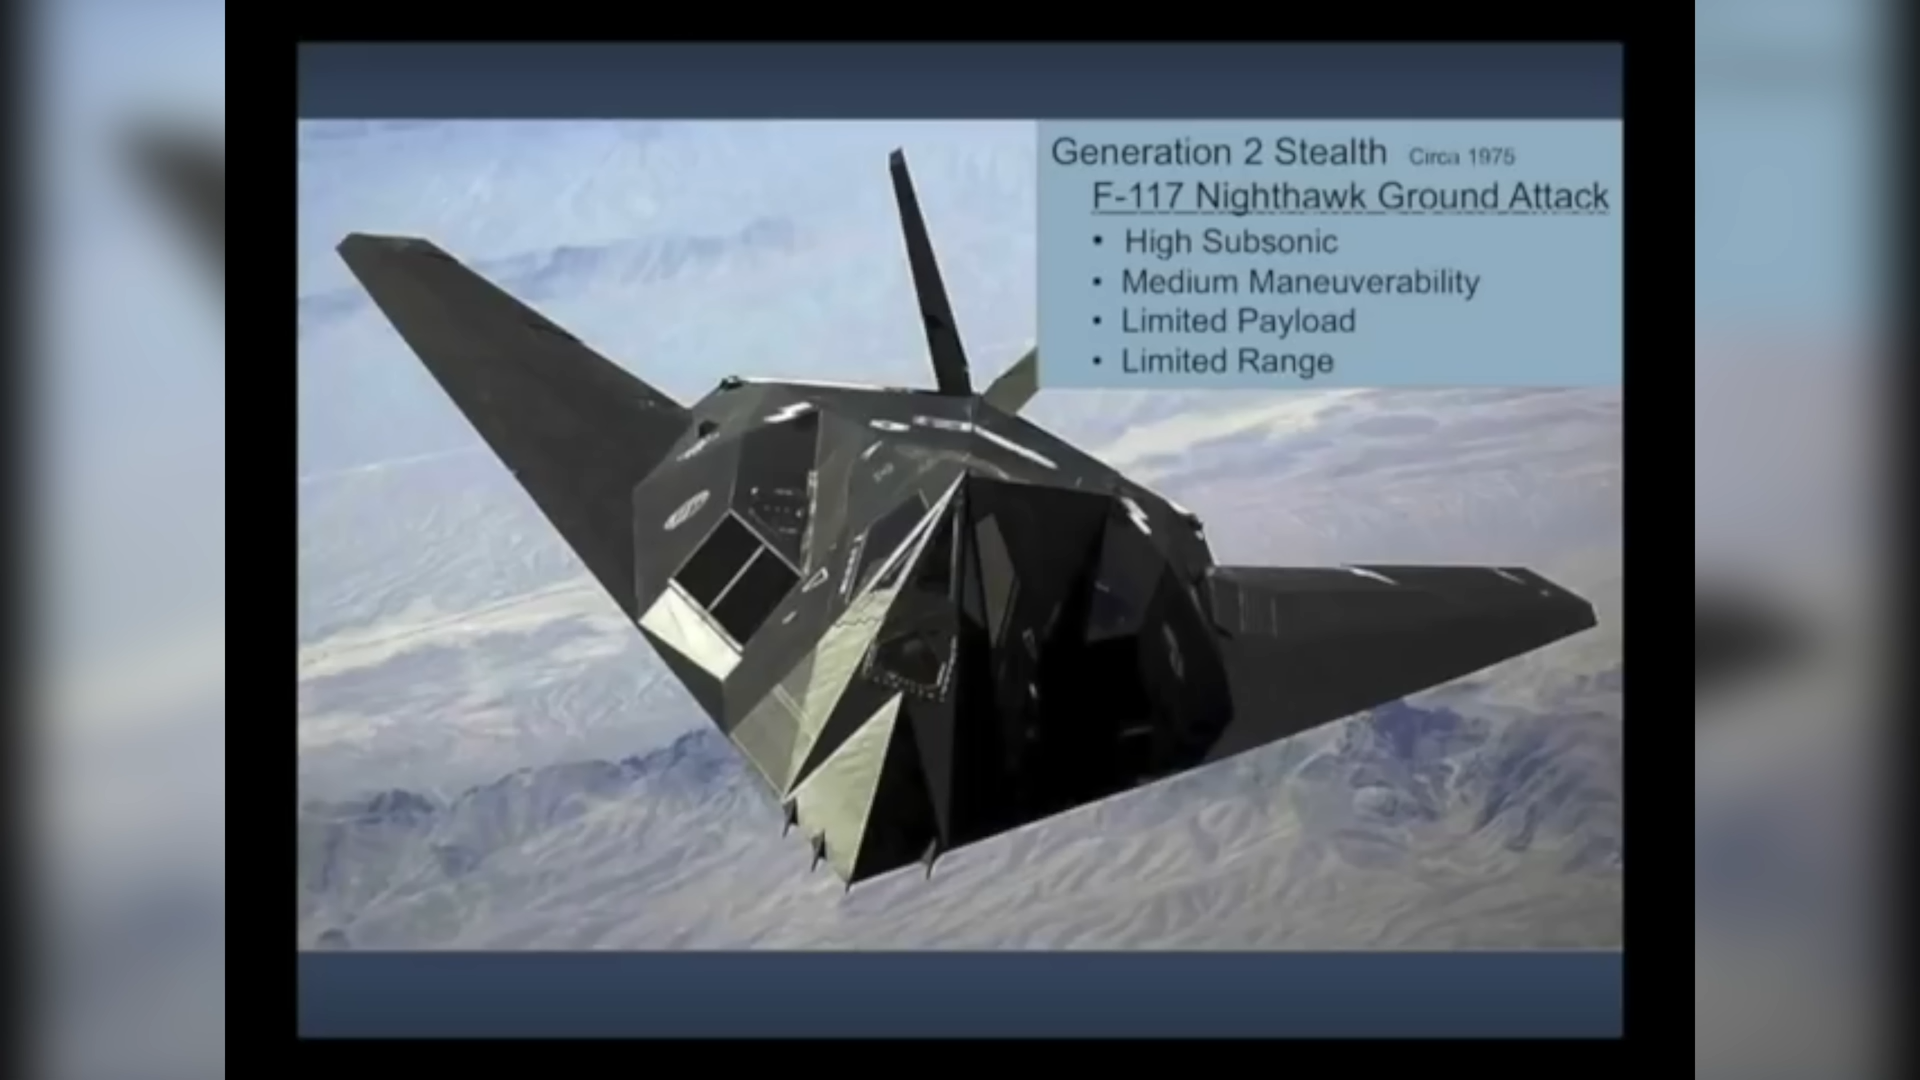 Generation 2 Stealth Circa 1975
F-117 Nighthawk Ground Attack
• High Subsonic
• Medium Maneuverability
• Limited Payload
• Limited Range